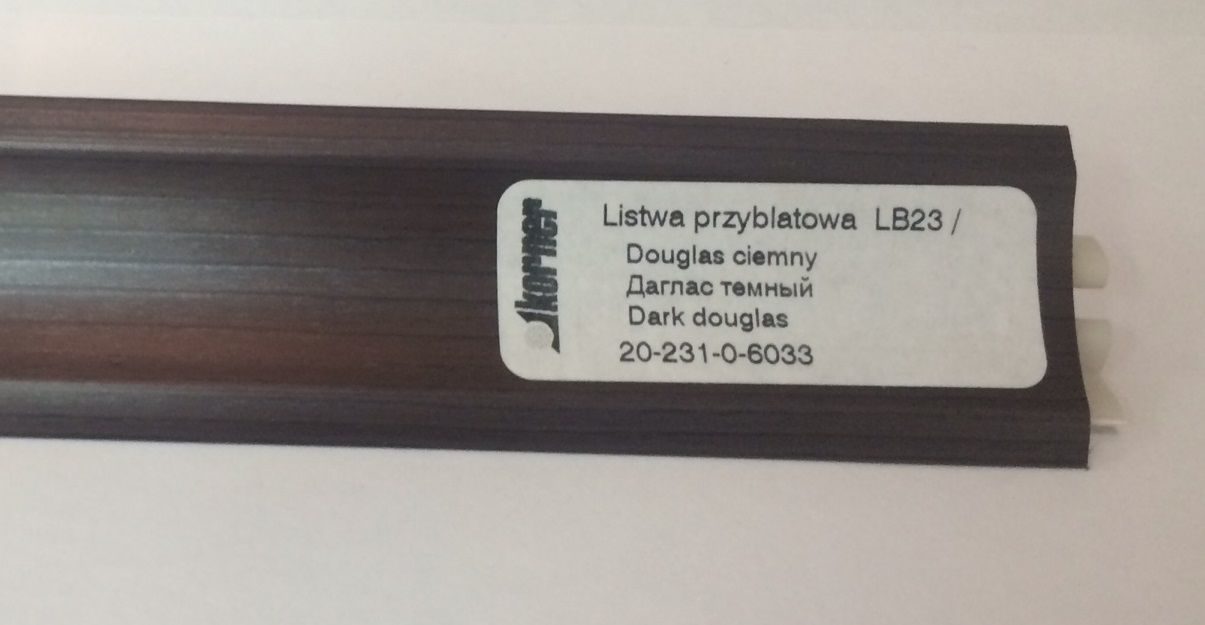 korner
Listwa przyblatowa LB23 /
Douglas ciemny
Даглас темный
Dark douglas
20-231-0-6033